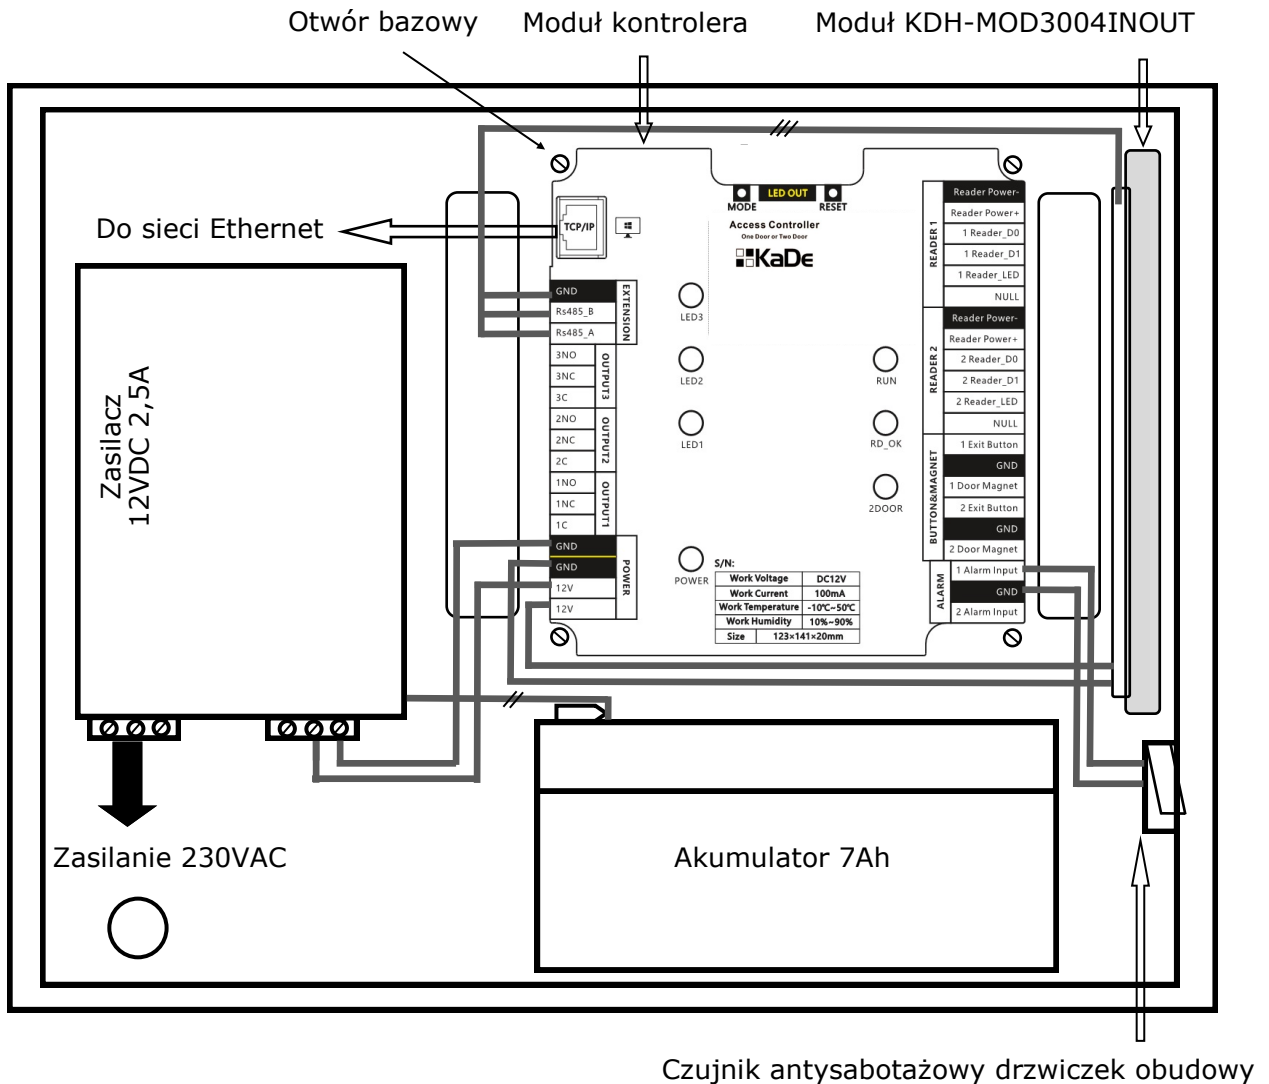 Otwór bazowy
Moduł kontrolera
Moduł KDH-MOD3004INOUT
Do sieci Ethernet
TCP/IP
MODE
LED OUT
RESET
Access Controller
One Door or Two Door
KaDe
GND
Rs485_B
Rs485_A
EXTENSION
3NO
3NC
3C
OUTPUT3
2NO
2NC
2C
OUTPUT2
1NO
1NC
1C
OUTPUT1
GND
GND
12V
12V
POWER
LED3
LED2
LED1
POWER
RUN
RD_OK
2DOOR
READER 1
Reader Power-
Reader Power+
1 Reader_D0
1 Reader_D1
1 Reader_LED
NULL
READER 2
Reader Power-
Reader Power+
2 Reader_D0
2 Reader_D1
2 Reader_LED
NULL
BUTTON&MAGNET
1 Exit Button
GND
1 Door Magnet
2 Exit Button
GND
2 Door Magnet
ALARM
1 Alarm Input
GND
2 Alarm Input
S/N:
Work Voltage DC12V
Work Current 100mA
Work Temperature -10℃~50℃
Work Humidity 10%~90%
Size 123×141×20mm
Zasilacz
12VDC 2,5A
Zasilanie 230VAC
Akumulator 7Ah
Czujnik antysabotażowy drzwiczek obudowy